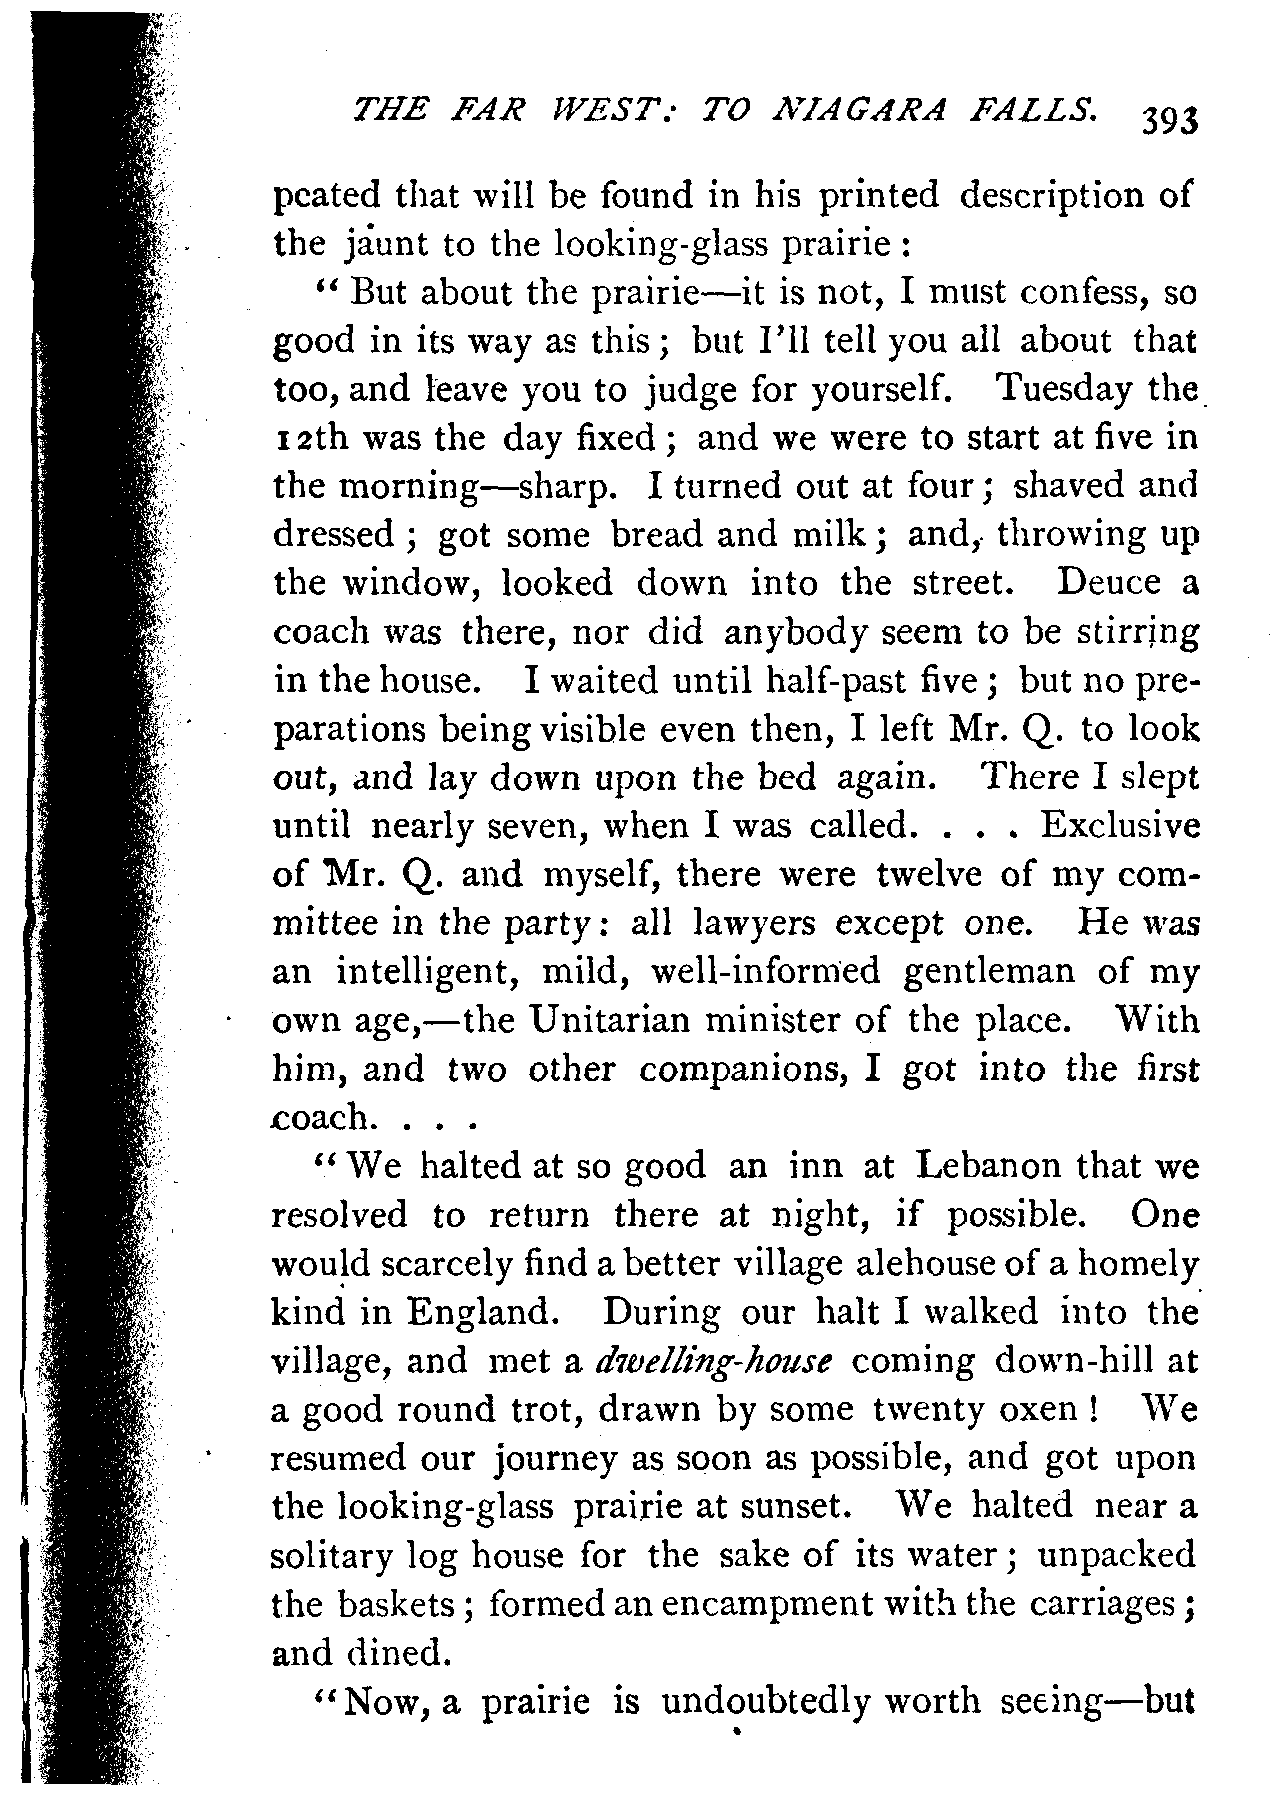 THE FAR WEST: TO NIAGARA FALLS. 393
peated that will be found in his printed description of
the jaunt to the looking-glass prairie :
“ But about the prairie—it is not, I must confess, so
good in its way as this ; but I’ll tell you all about that
too, and leave you to judge for yourself. Tuesday the
12th was the day fixed ; and we were to start at five in
the morning—sharp. I turned out at four ; shaved and
dressed ; got some bread and milk ; and, throwing up
the window, looked down into the street. Deuce a
coach was there, nor did anybody seem to be stirring
in the house. I waited until half-past five ; but no pre-
parations being visible even then, I left Mr. Q. to look
out, and lay down upon the bed again. There I slept
until nearly seven, when I was called. . . . Exclusive
of Mr. Q. and myself, there were twelve of my com-
mittee in the party : all lawyers except one. He was
an intelligent, mild, well-informed gentleman of my
own age,—the Unitarian minister of the place. With
him, and two other companions, I got into the first
coach. . . .
“ We halted at so good an inn at Lebanon that we
resolved to return there at night, if possible. One
would scarcely find a better village alehouse of a homely
kind in England. During our halt I walked into the
village, and met a dwelling-house coming down-hill at
a good round trot, drawn by some twenty oxen ! We
resumed our journey as soon as possible, and got upon
the looking-glass prairie at sunset. We halted near a
solitary log house for the sake of its water ; unpacked
the baskets ; formed an encampment with the carriages ;
and dined.
“ Now, a prairie is undoubtedly worth seeing—but